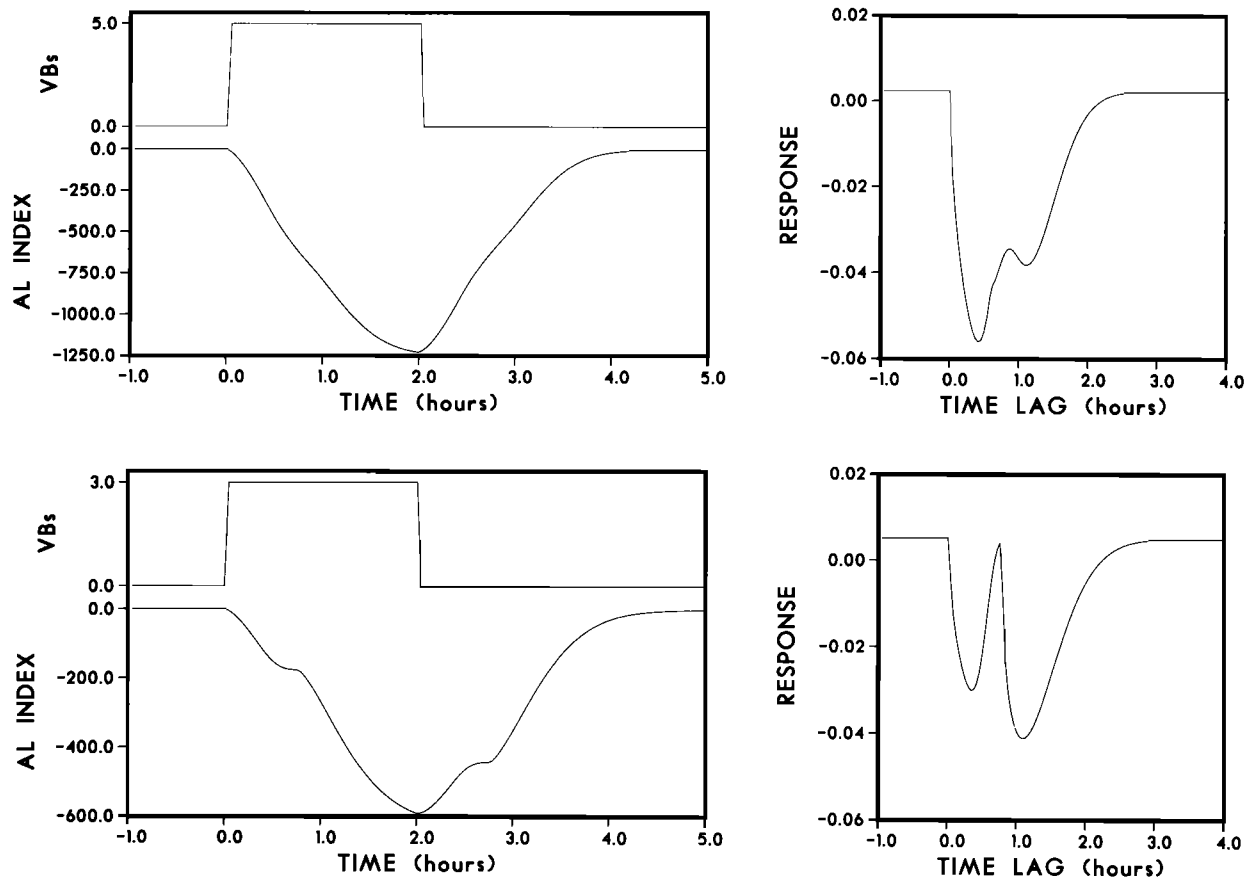 5.0
VBs
0.0
0.0
-250.0
-500.0
-750.0
-1000.0
-1250.0
AL INDEX
-1.0 0.0 1.0 2.0 3.0 4.0 5.0
TIME (hours)
0.02
0.00
-0.02
-0.04
-0.06
RESPONSE
-1.0 0.0 1.0 2.0 3.0 4.0
TIME LAG (hours)
3.0
VBs
0.0
0.0
-200.0
-400.0
-600.0
AL INDEX
-1.0 0.0 1.0 2.0 3.0 4.0 5.0
TIME (hours)
0.02
0.00
-0.02
-0.04
-0.06
RESPONSE
-1.0 0.0 1.0 2.0 3.0 4.0
TIME LAG (hours)